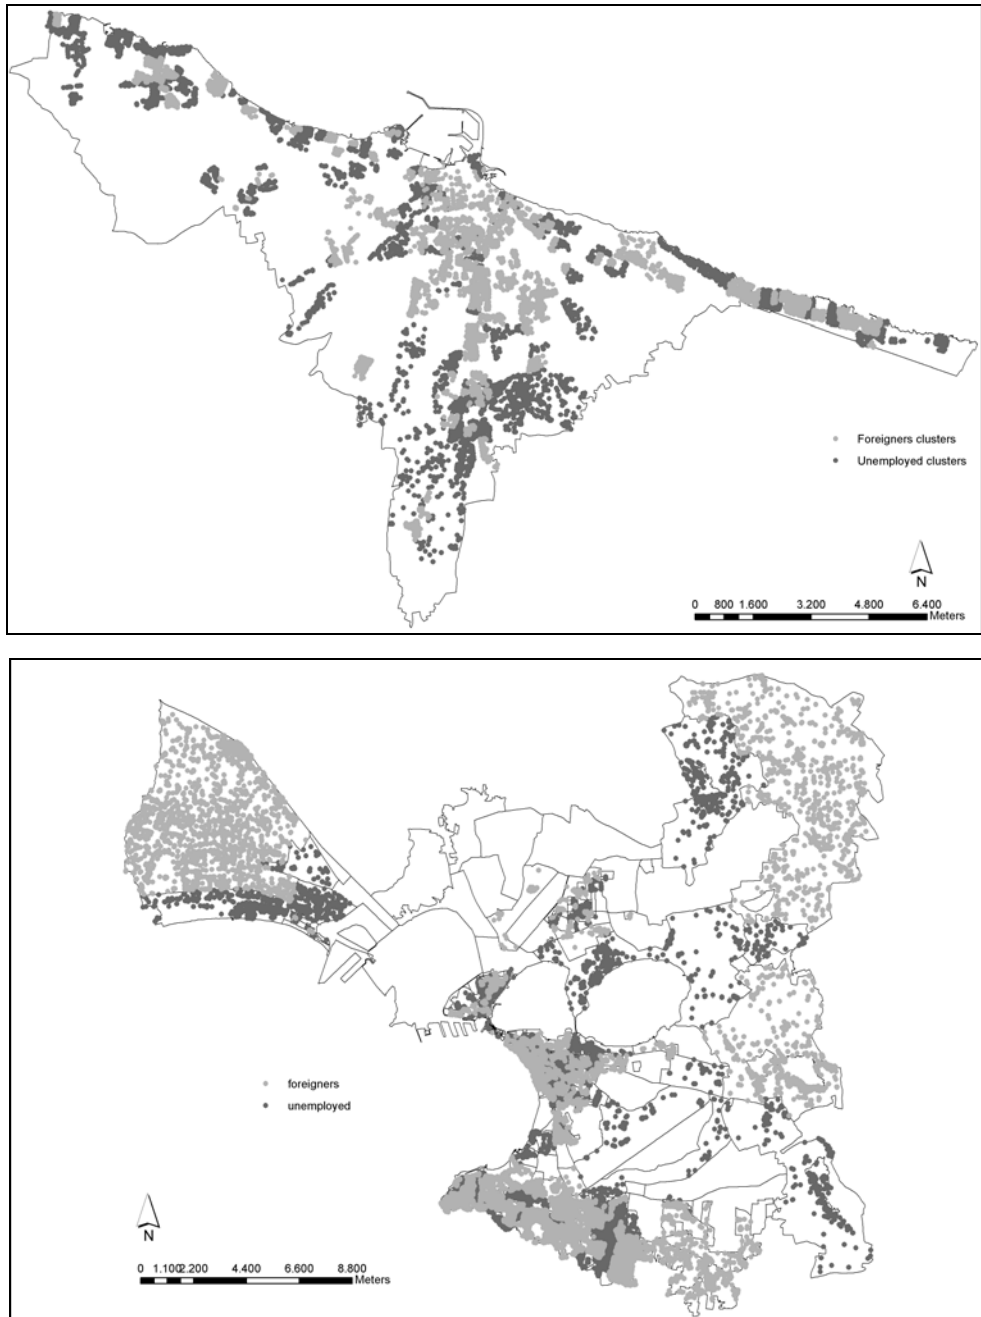 Foreigners clusters
Unemployed clusters
N
0 800 1.600 3.200 4.800 6.400
Meters
foreigners
unemployed
N
0 1.100 2.200 4.400 6.600 8.800
Meters